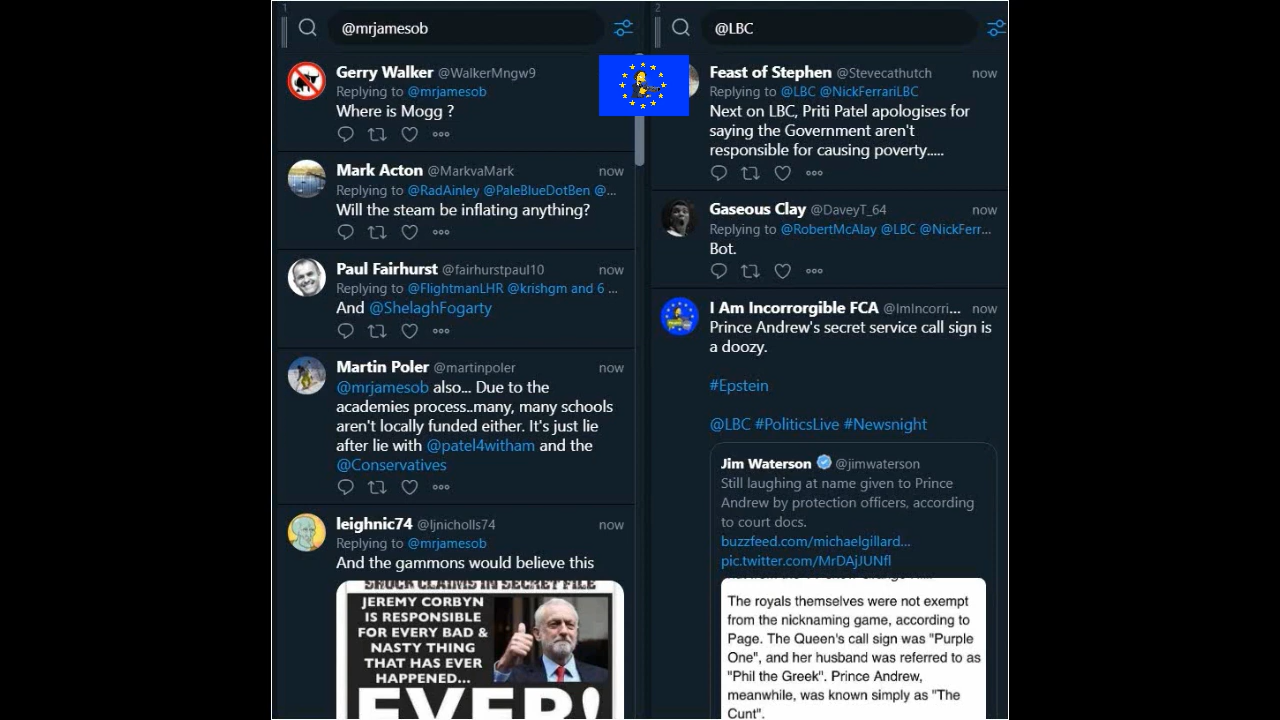 1
@mrjamesob
Gerry Walker @WalkerMngw9
Replying to @mrjamesob
Where is Mogg ?
Mark Acton @MarkvaMark now
Replying to @RadAinley @PaleBlueDotBen @...
Will the steam be inflating anything?
Paul Fairhurst @fairhurstpaul10 now
Replying to @FlightmanLHR @krishgm and 6 ...
And @ShelaghFogarty
Martin Poler @martinpoler now
@mrjamesob also... Due to the
academies process..many, many schools
aren't locally funded either. It's just lie
after lie with @patel4witham and the
@Conservatives
leighnic74 @ljnicholls74 now
Replying to @mrjamesob
And the gammons would believe this
SHOCK CLAIMS IN SECRET FILE
JEREMY CORBYN
IS RESPONSIBLE
FOR EVERY BAD &
NASTY THING
THAT HAS EVER
HAPPENED...
EVER!
2
@LBC
Feast of Stephen @Stevecathutch now
Replying to @LBC @NickFerrariLBC
Next on LBC, Priti Patel apologises for
saying the Government aren't
responsible for causing poverty.....
Gaseous Clay @DaveyT_64 now
Replying to @RobertMcAlay @LBC @NickFerr...
Bot.
I Am Incorrorgible FCA @ImIncorri... now
Prince Andrew's secret service call sign is
a doozy.
#Epstein
@LBC #PoliticsLive #Newsnight
Jim Waterson @jimwaterson
Still laughing at name given to Prince
Andrew by protection officers, according
to court docs.
buzzfeed.com/michaelgillard...
pic.twitter.com/MrDAjJUNfl
The royals themselves were not exempt
from the nicknaming game, according to
Page. The Queen's call sign was "Purple
One", and her husband was referred to as
"Phil the Greek". Prince Andrew,
meanwhile, was known simply as "The
Cunt".